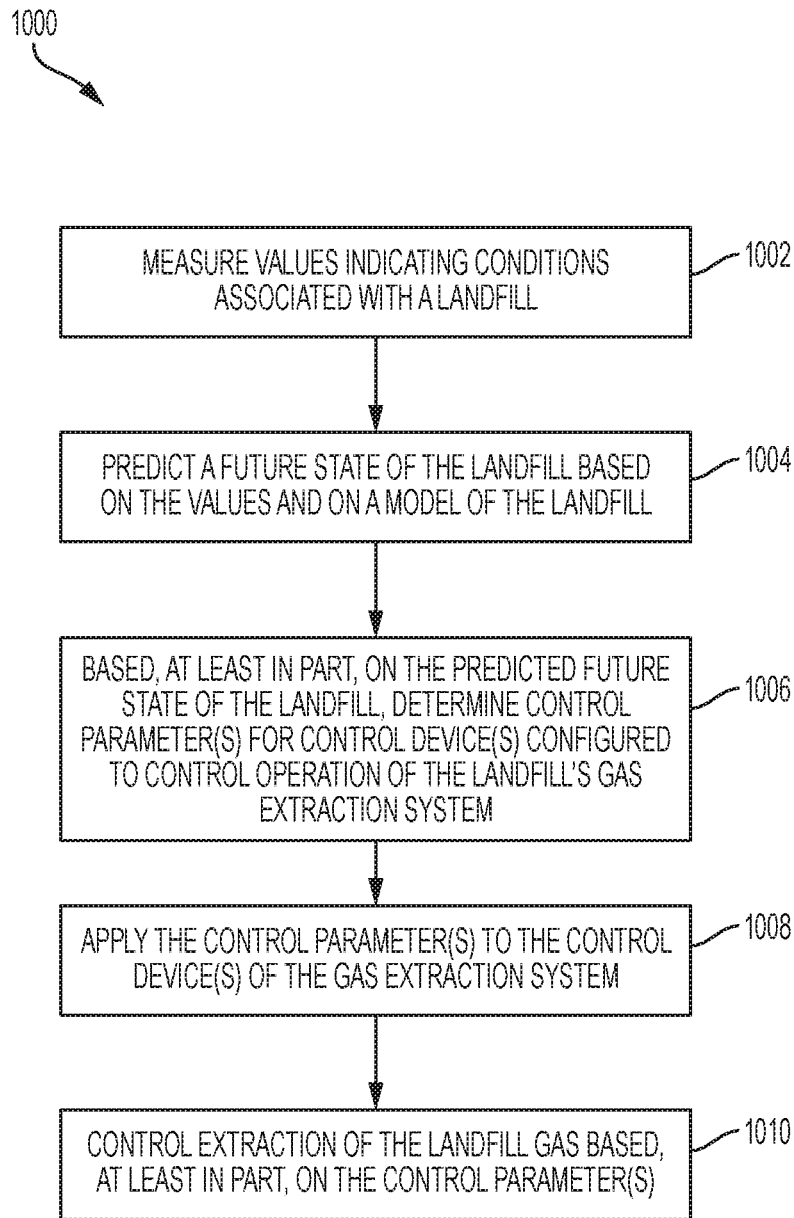 1000
MEASURE VALUES INDICATING CONDITIONS
ASSOCIATED WITH A LANDFILL
1002
PREDICT A FUTURE STATE OF THE LANDFILL BASED
ON THE VALUES AND ON A MODEL OF THE LANDFILL
1004
BASED, AT LEAST IN PART, ON THE PREDICTED FUTURE
STATE OF THE LANDFILL, DETERMINE CONTROL
PARAMETER(S) FOR CONTROL DEVICE(S) CONFIGURED
TO CONTROL OPERATION OF THE LANDFILL'S GAS
EXTRACTION SYSTEM
1006
APPLY THE CONTROL PARAMETER(S) TO THE CONTROL
DEVICE(S) OF THE GAS EXTRACTION SYSTEM
1008
CONTROL EXTRACTION OF THE LANDFILL GAS BASED,
AT LEAST IN PART, ON THE CONTROL PARAMETER(S)
1010